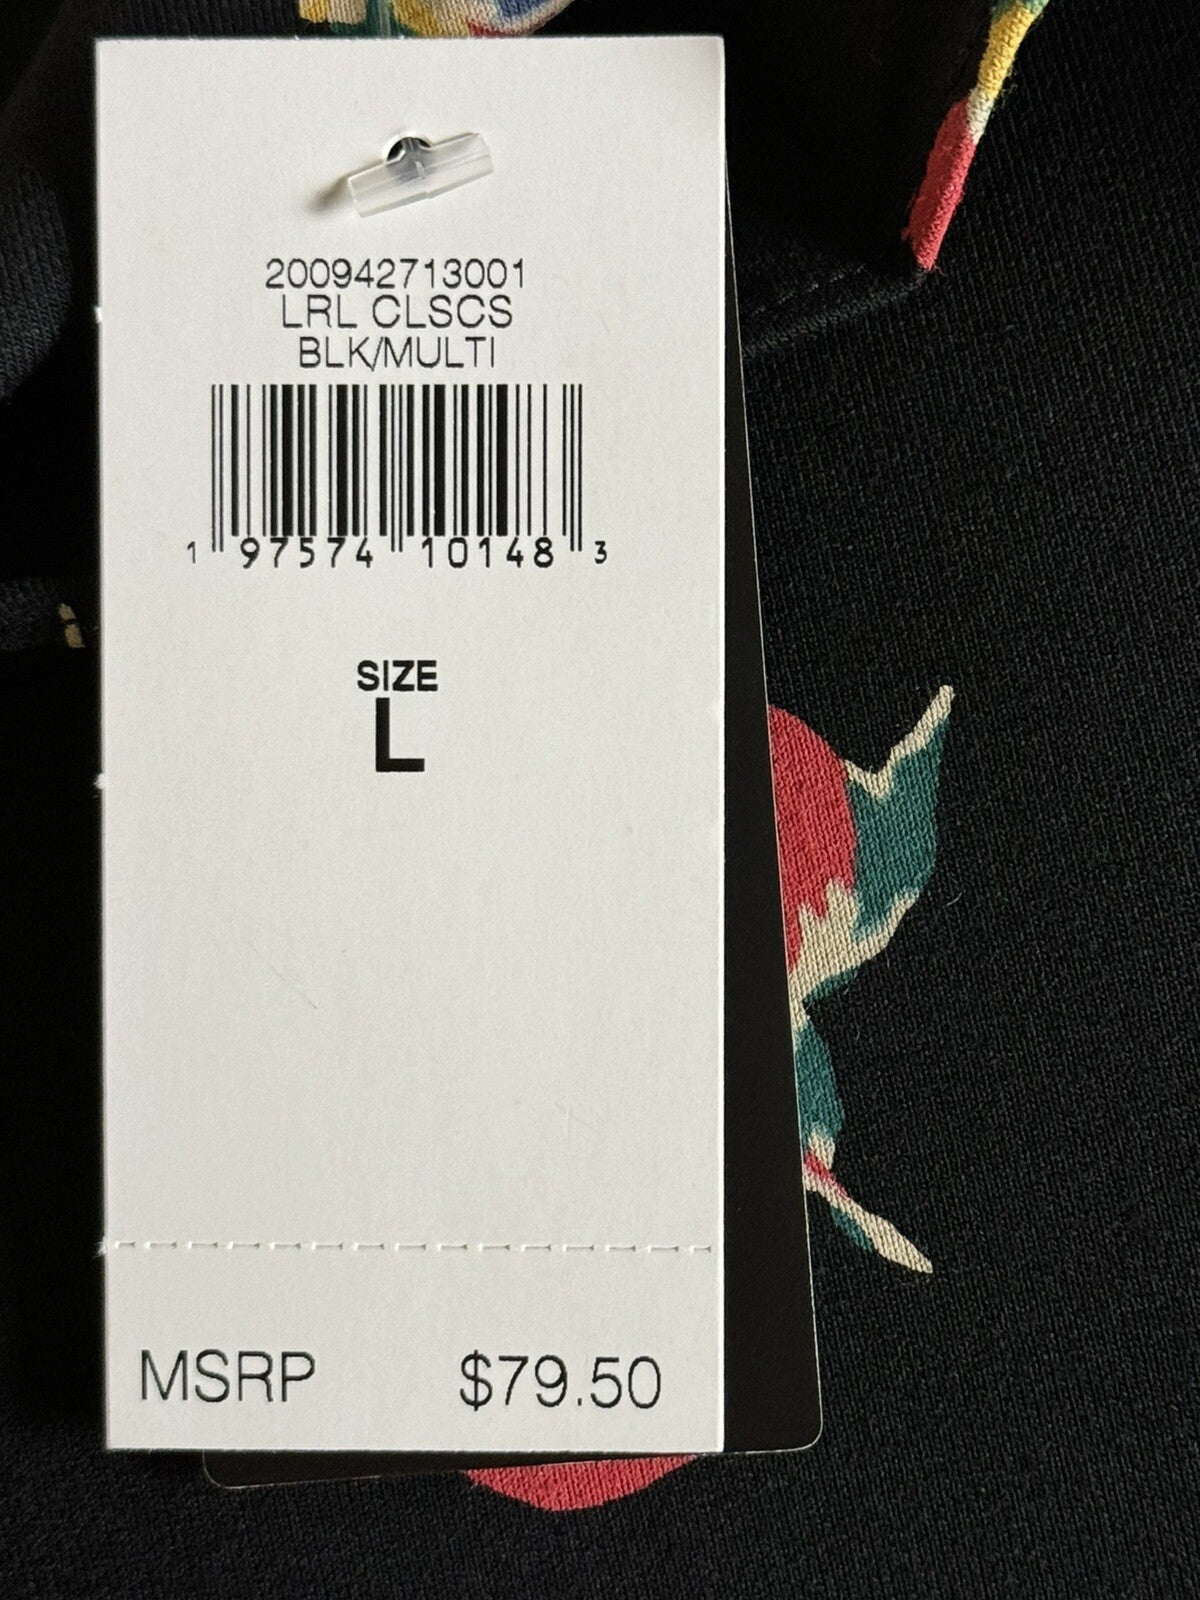 200942713001
LRL CLSCS
BLK/MULTI
1 97574 10148 3
SIZE
L
MSRP $79.50